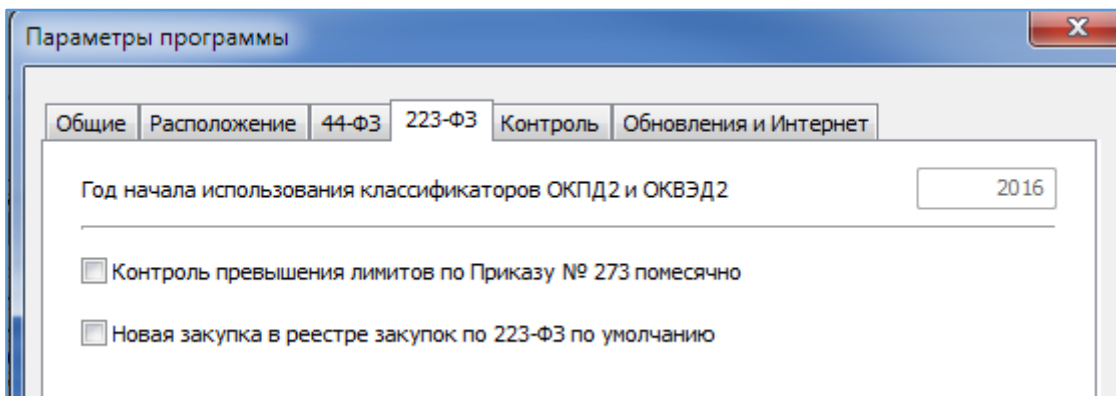 Параметры программы
Общие Расположение 44-ФЗ 223-ФЗ Контроль Обновления и Интернет
Год начала использования классификаторов ОКПД2 и ОКВЭД2 2016
Контроль превышения лимитов по Приказу № 273 помесячно
Новая закупка в реестре закупок по 223-ФЗ по умолчанию